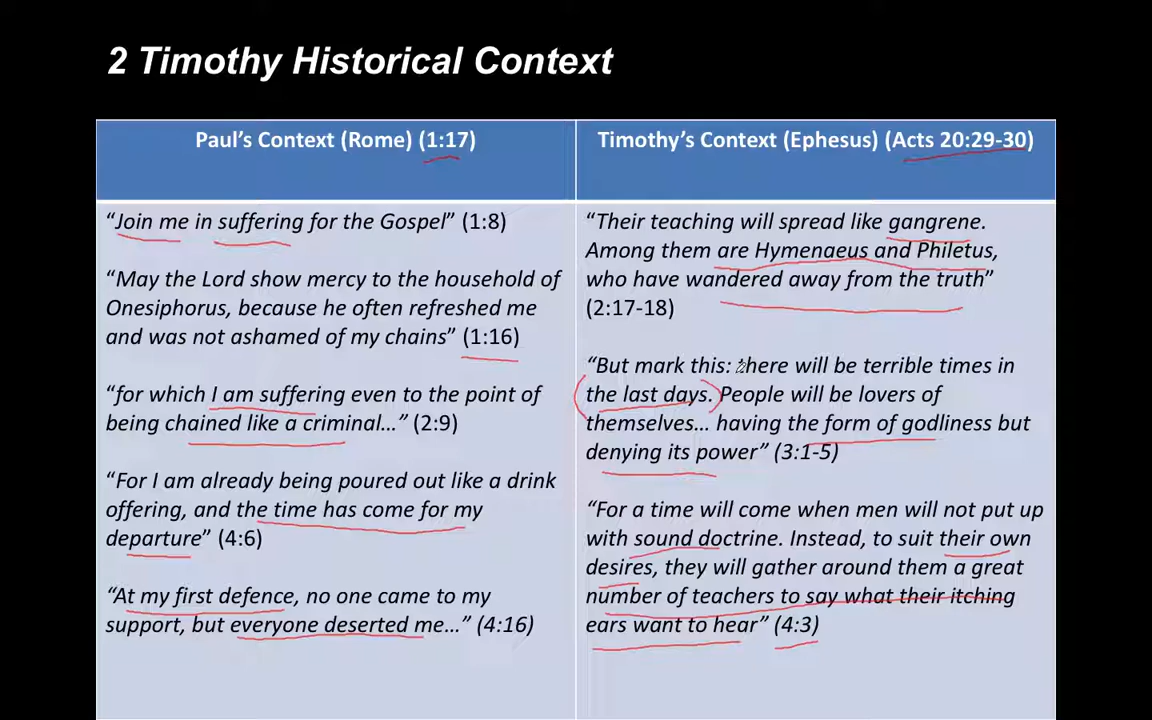 2 Timothy Historical Context
Paul's Context (Rome) (1:17)
"Join me in suffering for the Gospel" (1:8)
"May the Lord show mercy to the household of
Onesiphorus, because he often refreshed me
and was not ashamed of my chains" (1:16)
"for which I am suffering even to the point of
being chained like a criminal…" (2:9)
"For I am already being poured out like a drink
offering, and the time has come for my
departure" (4:6)
"At my first defence, no one came to my
support, but everyone deserted me…" (4:16)
Timothy's Context (Ephesus) (Acts 20:29-30)
"Their teaching will spread like gangrene.
Among them are Hymenaeus and Philetus,
who have wandered away from the truth"
(2:17-18)
"But mark this: there will be terrible times in
the last days. People will be lovers of
themselves… having the form of godliness but
denying its power" (3:1-5)
"For a time will come when men will not put up
with sound doctrine. Instead, to suit their own
desires, they will gather around them a great
number of teachers to say what their itching
ears want to hear" (4:3)